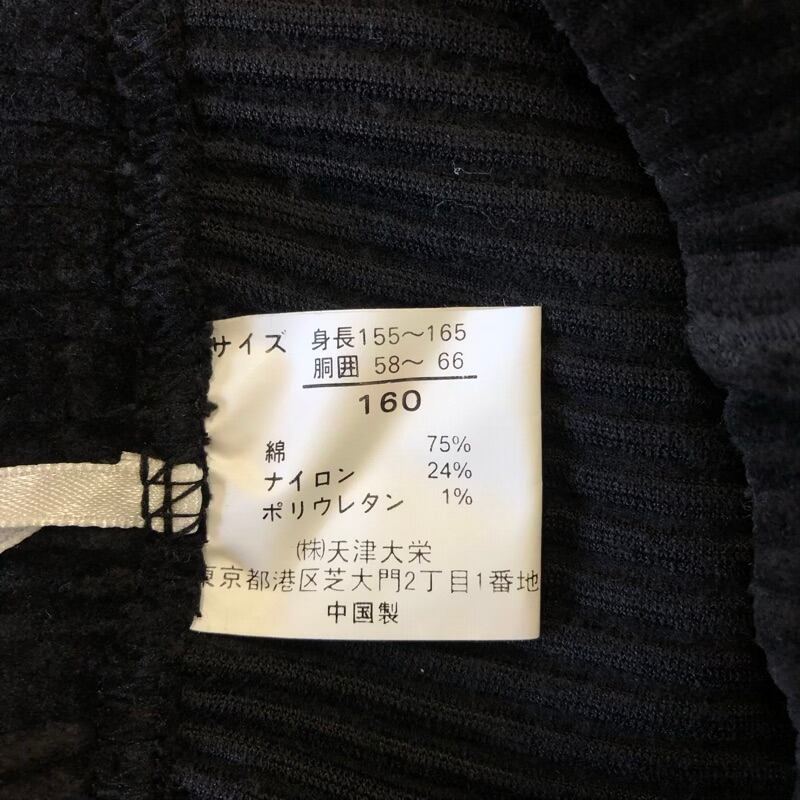 サイズ 身長155～165
胴囲 58～ 66
160
綿 75%
ナイロン 24%
ポリウレタン 1%
(株)天津大栄
東京都港区芝大門2丁目1番地
中国製